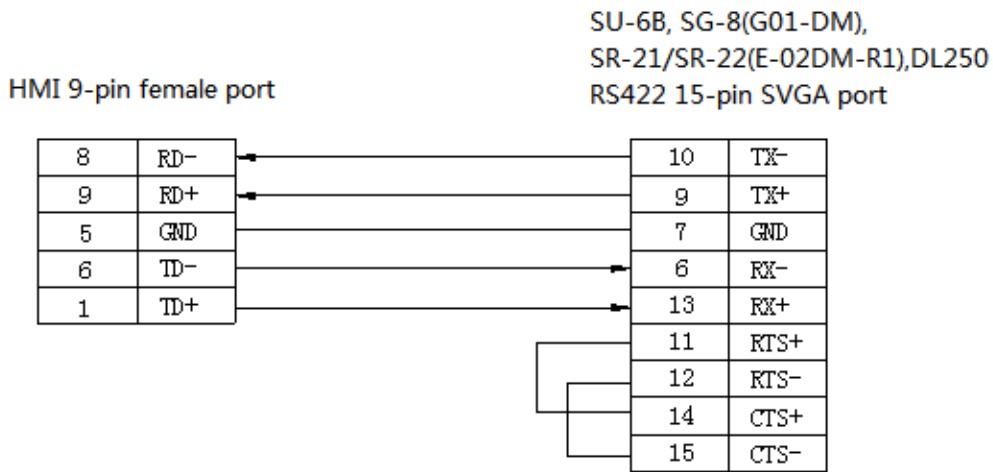 SU-6B, SG-8(G01-DM),
SR-21/SR-22(E-02DM-R1),DL250
HMI 9-pin female port
RS422 15-pin SVGA port
8 RD- 10 TX-
9 RD+ 9 TX+
5 GND 7 GND
6 TD- 6 RX-
1 TD+ 13 RX+
11 RTS+
12 RTS-
14 CTS+
15 CTS-